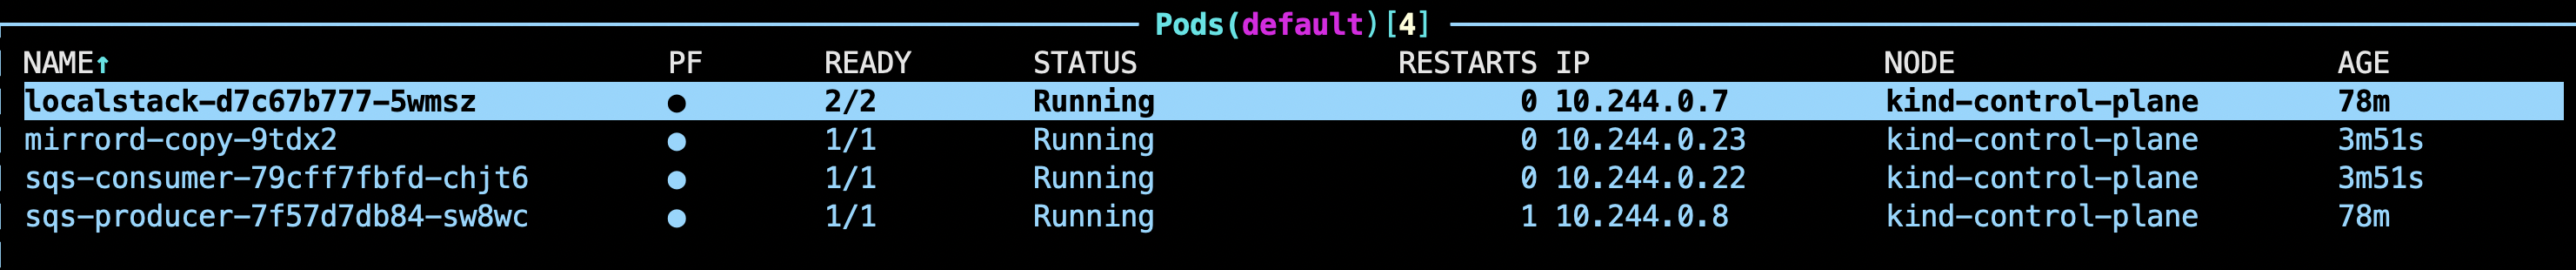 Pods(default)[4]
NAME↑ PF READY STATUS RESTARTS IP NODE AGE
localstack-d7c67b777-5wmsz ● 2/2 Running 0 10.244.0.7 kind-control-plane 78m
mirrord-copy-9tdx2 ● 1/1 Running 0 10.244.0.23 kind-control-plane 3m51s
sqs-consumer-79cff7fbfd-chjt6 ● 1/1 Running 0 10.244.0.22 kind-control-plane 3m51s
sqs-producer-7f57d7db84-sw8wc ● 1/1 Running 1 10.244.0.8 kind-control-plane 78m